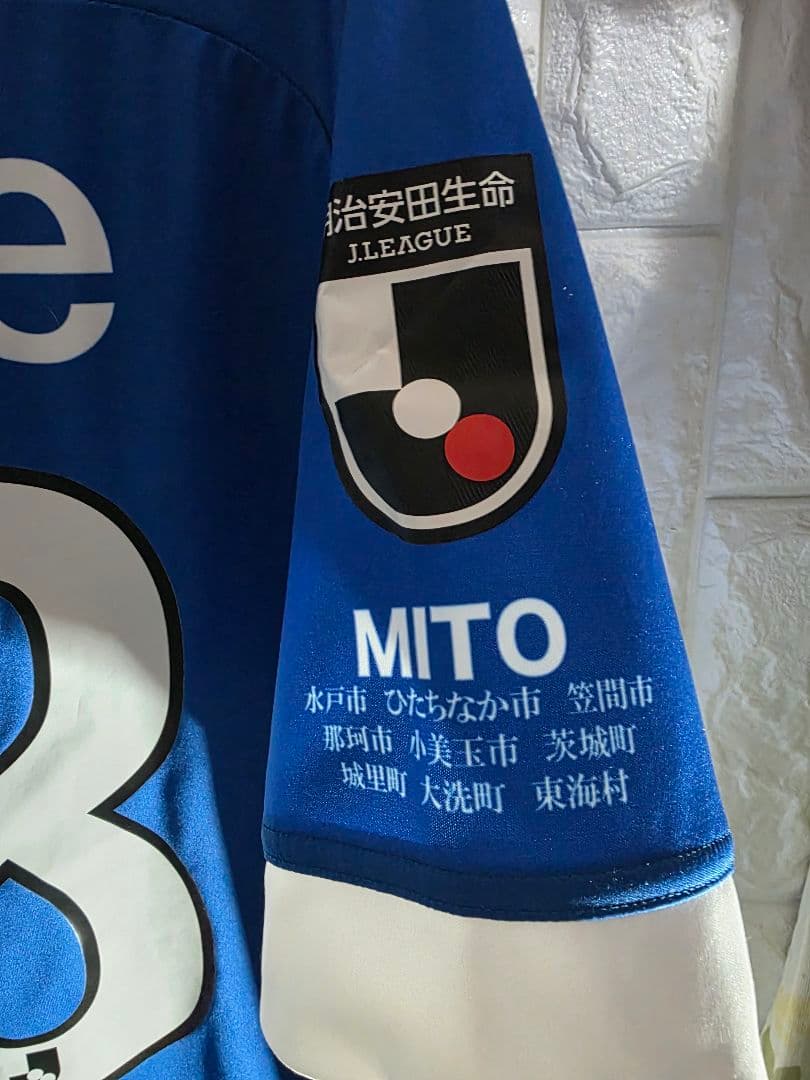 明治安田生命
J.LEAGUE
e
8
MITO
水戸市 ひたちなか市 笠間市
那珂市 小美玉市 茨城町
城里町 大洗町 東海村